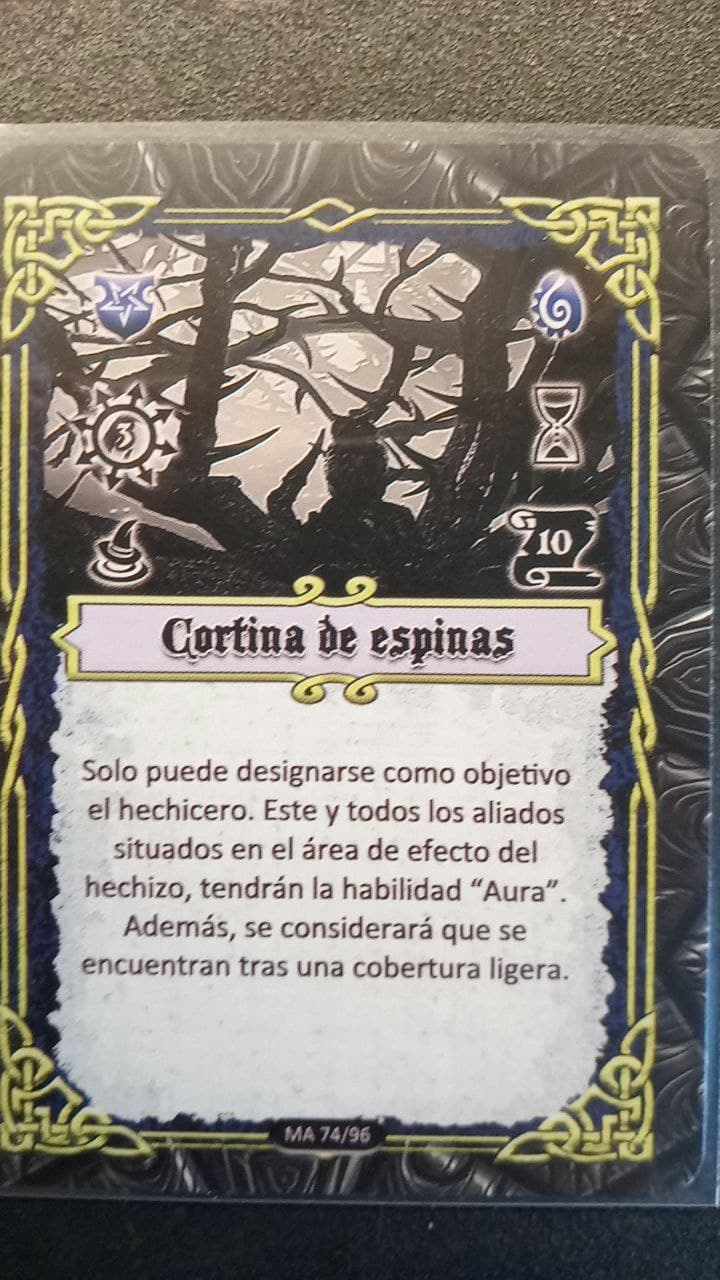 3
10
Cortina de espinas
Solo puede designarse como objetivo
el hechicero. Este y todos los aliados
situados en el área de efecto del
hechizo, tendrán la habilidad “Aura”.
Además, se considerará que se
encuentran tras una cobertura ligera.
MA 74/96